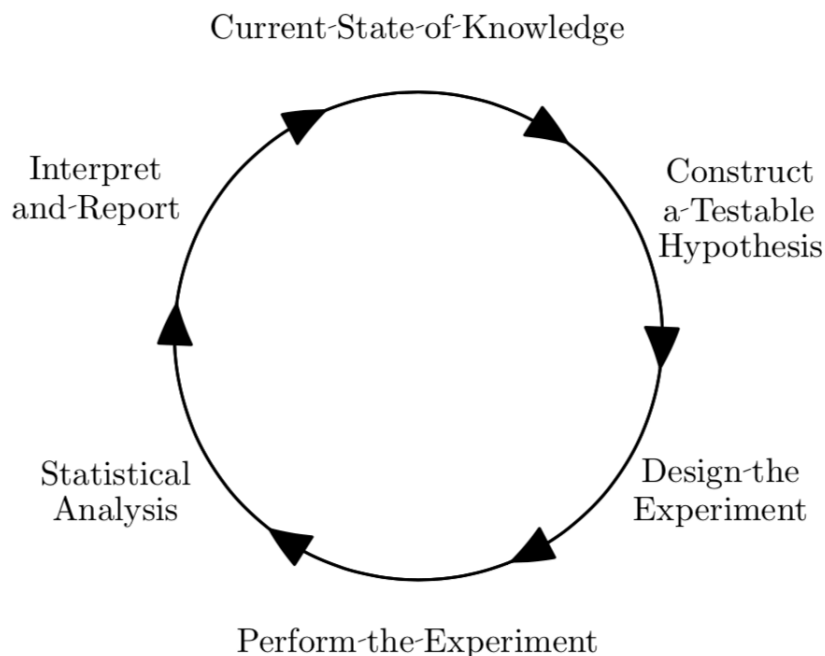 Current-State-of-Knowledge
Construct
a-Testable
Hypothesis
Design-the
Experiment
Perform-the-Experiment
Statistical
Analysis
Interpret
and-Report